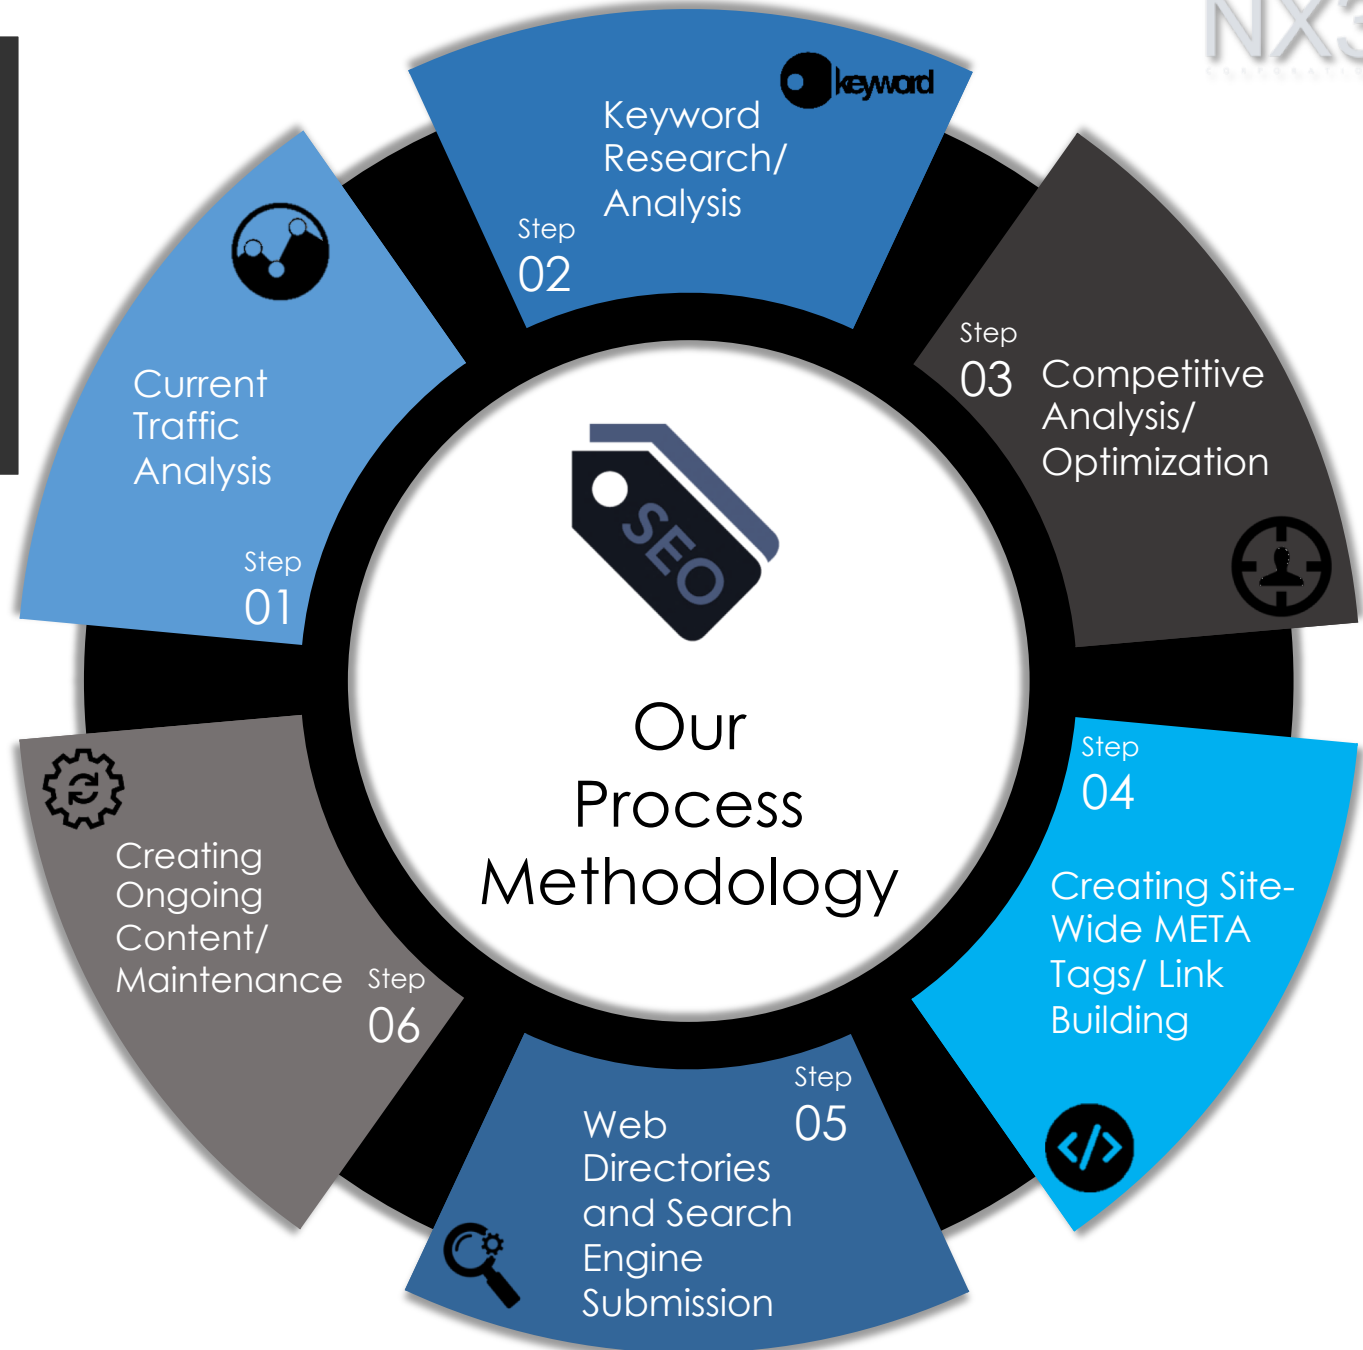 NX3
keyword
Keyword
Research/
Analysis
Step
02
Current
Traffic
Analysis
Step
01
Step
03
Competitive
Analysis/
Optimization
SEO
Our
Process
Methodology
Step
04
Creating Site-
Wide META
Tags/ Link
Building
Step
05
Web
Directories
and Search
Engine
Submission
Creating
Ongoing
Content/
Maintenance
Step
06